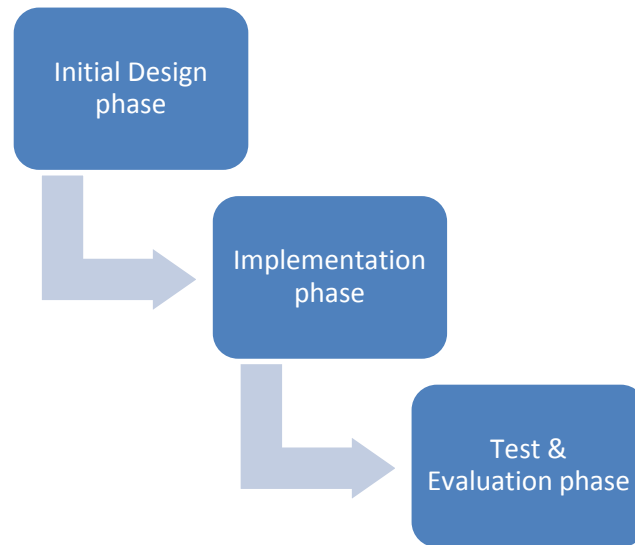 Initial Design
phase
Implementation
phase
Test &
Evaluation phase